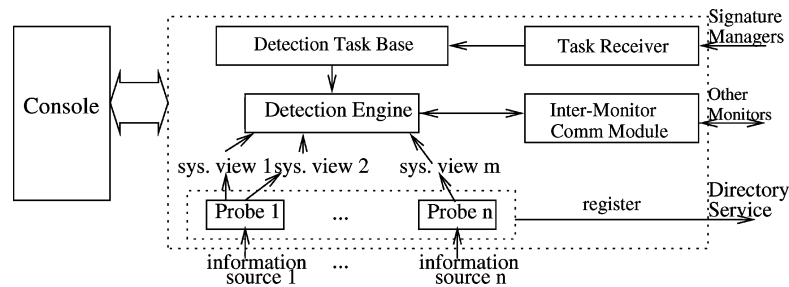 Signature
Managers
Detection Task Base
Task Receiver
Console
Detection Engine
Inter-Monitor
Comm Module
Other
Monitors
sys. view 1
sys. view 2
sys. view m
Probe 1
...
Probe n
register
Directory
Service
information
source 1
...
information
source n